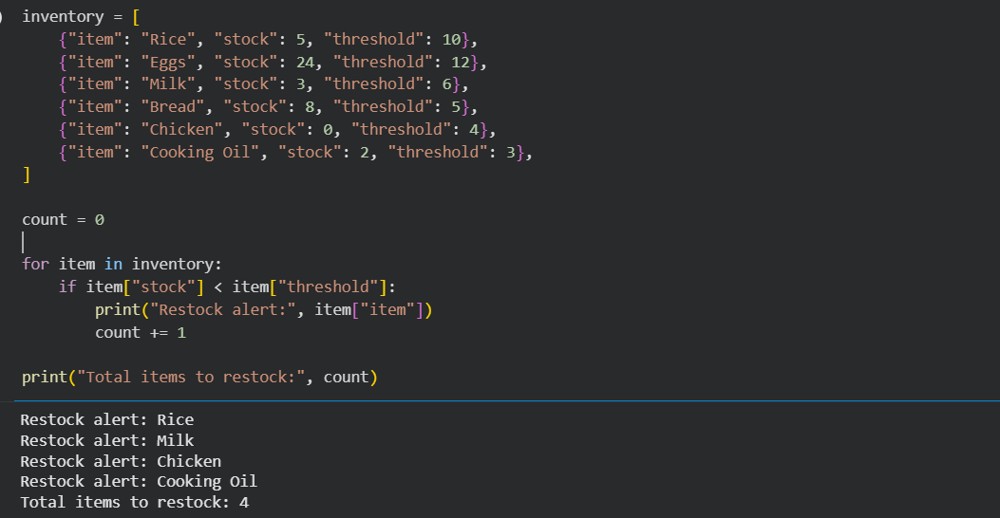 inventory = [
    {"item": "Rice", "stock": 5, "threshold": 10},
    {"item": "Eggs", "stock": 24, "threshold": 12},
    {"item": "Milk", "stock": 3, "threshold": 6},
    {"item": "Bread", "stock": 8, "threshold": 5},
    {"item": "Chicken", "stock": 0, "threshold": 4},
    {"item": "Cooking Oil", "stock": 2, "threshold": 3},
]

count = 0

for item in inventory:
    if item["stock"] < item["threshold"]:
        print("Restock alert:", item["item"])
        count += 1

print("Total items to restock:", count)
Restock alert: Rice
Restock alert: Milk
Restock alert: Chicken
Restock alert: Cooking Oil
Total items to restock: 4